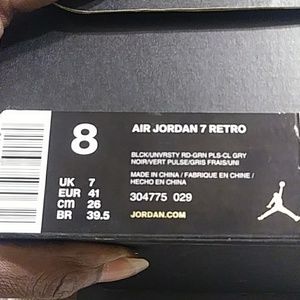 8
AIR JORDAN 7 RETRO
BLCK/UNVRSTY RD-GRN PLS-CL GRY
NOIR/VERT PULSE/GRIS FRAIS/UNI
MADE IN CHINA / FABRIQUE EN CHINE /
HECHO EN CHINA
304775 029
JORDAN.COM
UK 7
EUR 41
CM 26
BR 39.5